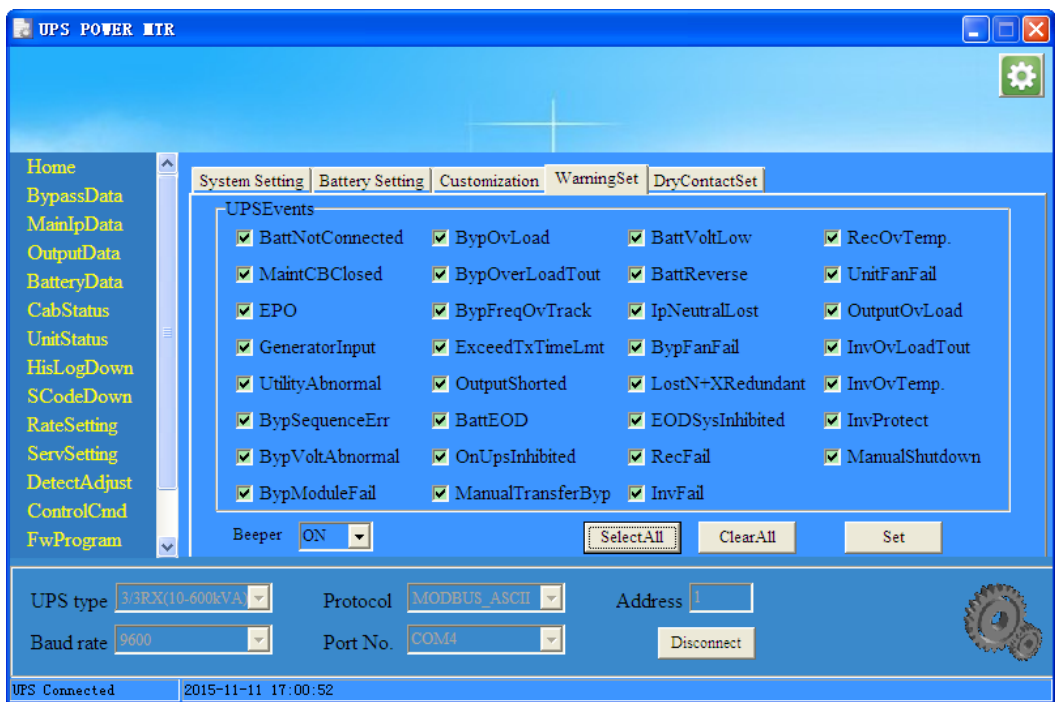 UPS POWER MTR
Home
BypassData
MainIpData
OutputData
BatteryData
CabStatus
UnitStatus
HisLogDown
SCodeDown
RateSetting
ServSetting
DetectAdjust
ControlCmd
FwProgram
System Setting Battery Setting Customization WarningSet DryContactSet
UPSEvents
BattNotConnected BypOvLoad BattVoltLow RecOvTemp.
MaintCBClosed BypOverLoadTout BattReverse UnitFanFail
EPO BypFreqOvTrack IpNeutralLost OutputOvLoad
GeneratorInput ExceedTxTimeLmt BypFanFail InvOvLoadTout
UtilityAbnormal OutputShorted LostN+XRedundant InvOvTemp.
BypSequenceErr BattEOD EODSysInhibited InvProtect
BypVoltAbnormal OnUpsInhibited RecFail ManualShutdown
BypModuleFail ManualTransferByp InvFail
Beeper ON SelectAll ClearAll Set
UPS type 3/3RX(10-600kVA) Protocol MODBUS_ASCII Address 1
Baud rate 9600 Port No. COM4 Disconnect
UPS Connected 2015-11-11 17:00:52